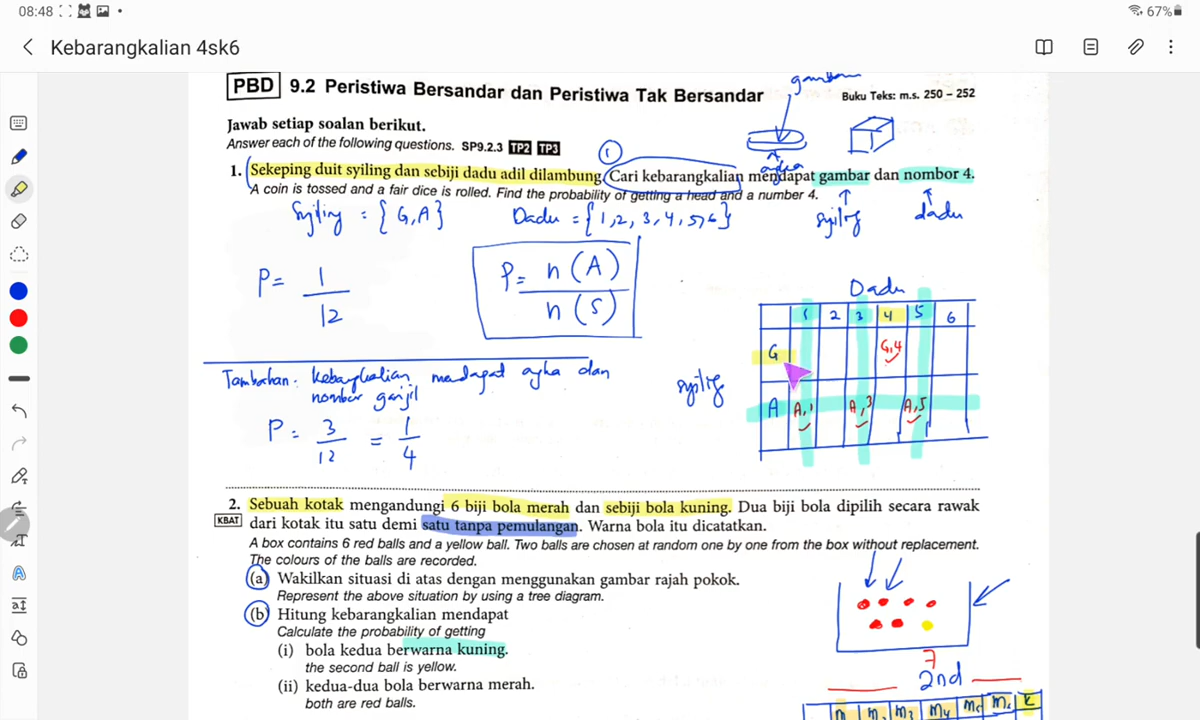 08:48
67%
Kebarangkalian 4sk6
gambar
PBD 9.2 Peristiwa Bersandar dan Peristiwa Tak Bersandar
Buku Teks: m.s. 250 – 252
Jawab setiap soalan berikut.
Answer each of the following questions. SP9.2.3 TP2 TP3
1
angka
1. Sekeping duit syiling dan sebiji dadu adil dilambung. Cari kebarangkalian mendapat gambar dan nombor 4.
A coin is tossed and a fair dice is rolled. Find the probability of getting a head and a number 4.
Syiling = {G,A}
Dadu = {1,2,3,4,5,6}
syiling
dadu
P = 1/12
P = n(A)/n(S)
Dadu
1 2 3 4 5 6
G G,4
syiling
A A,1 A,3 A,5
Tambahan: kebarangkalian mendapat angka dan
nombor ganjil
P = 3/12 = 1/4
2. Sebuah kotak mengandungi 6 biji bola merah dan sebiji bola kuning. Dua biji bola dipilih secara rawak
KBAT dari kotak itu satu demi satu tanpa pemulangan. Warna bola itu dicatatkan.
A box contains 6 red balls and a yellow ball. Two balls are chosen at random one by one from the box without replacement.
The colours of the balls are recorded.
(a) Wakilkan situasi di atas dengan menggunakan gambar rajah pokok.
Represent the above situation by using a tree diagram.
(b) Hitung kebarangkalian mendapat
Calculate the probability of getting
(i) bola kedua berwarna kuning.
the second ball is yellow.
(ii) kedua-dua bola berwarna merah.
both are red balls.
7
2nd
M4 K